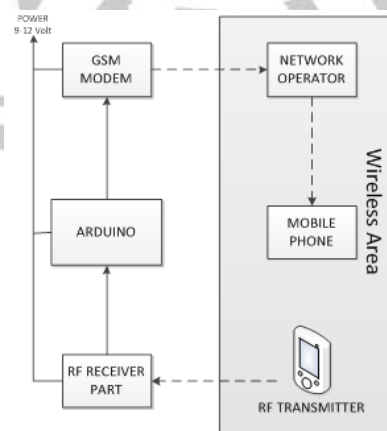 POWER
9-12 Volt
GSM
MODEM
NETWORK
OPERATOR
Wireless Area
ARDUINO
MOBILE
PHONE
RF RECEIVER
PART
RF TRANSMITTER